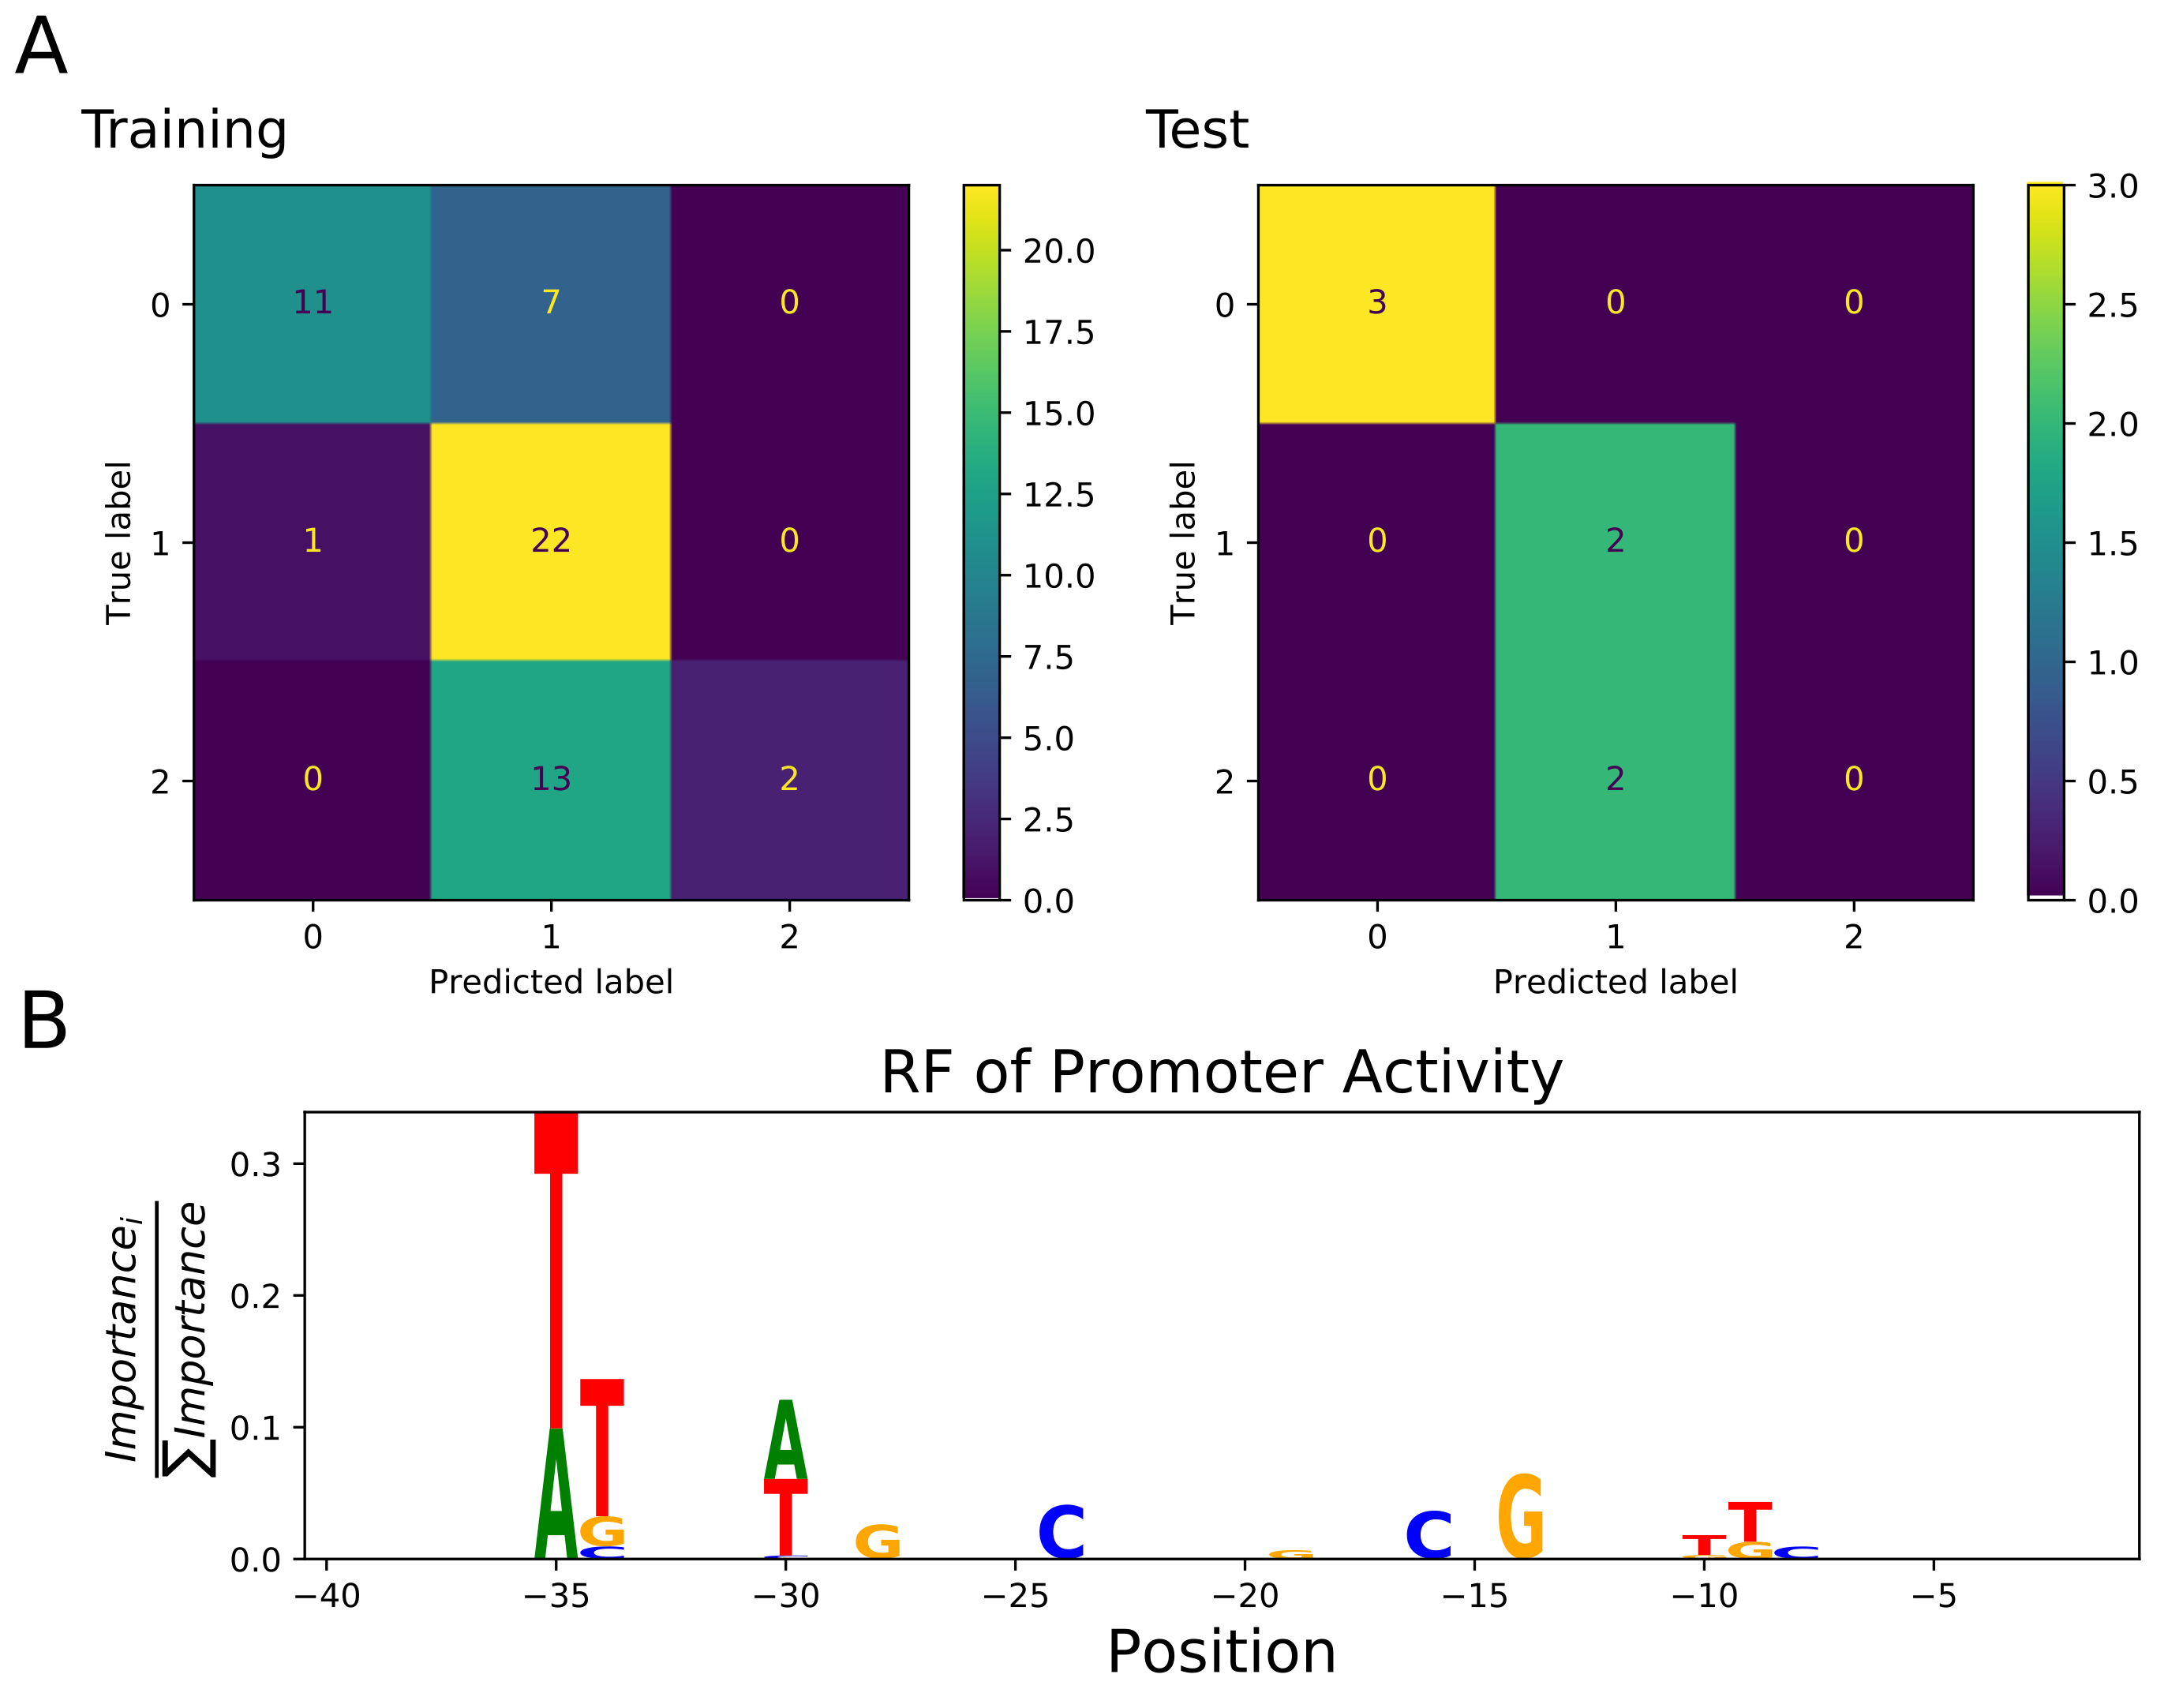 A
Training
Test
11 7 0
1 22 0
0 13 2
0
1
2
True label
0 1 2
Predicted label
20.0
17.5
15.0
12.5
10.0
7.5
5.0
2.5
0.0
3 0 0
0 2 0
0 2 0
0
1
2
True label
0 1 2
Predicted label
3.0
2.5
2.0
1.5
1.0
0.5
0.0
B
RF of Promoter Activity
Importance_i
∑Importance
0.3
0.2
0.1
0.0
T
A
T
G
C
A
T
G
C
G
C
G
T
T
G
C
−40 −35 −30 −25 −20 −15 −10 −5
Position